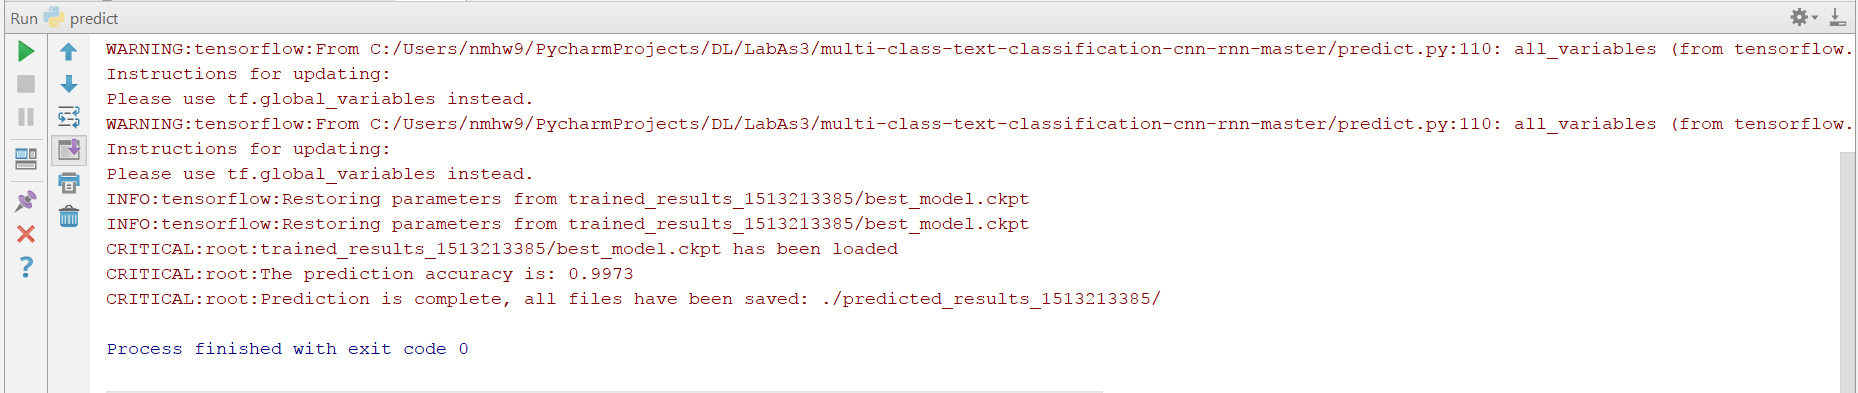 Run predict
WARNING:tensorflow:From C:/Users/nmhw9/PycharmProjects/DL/LabAs3/multi-class-text-classification-cnn-rnn-master/predict.py:110: all_variables (from tensorflow.
Instructions for updating:
Please use tf.global_variables instead.
WARNING:tensorflow:From C:/Users/nmhw9/PycharmProjects/DL/LabAs3/multi-class-text-classification-cnn-rnn-master/predict.py:110: all_variables (from tensorflow.
Instructions for updating:
Please use tf.global_variables instead.
INFO:tensorflow:Restoring parameters from trained_results_1513213385/best_model.ckpt
INFO:tensorflow:Restoring parameters from trained_results_1513213385/best_model.ckpt
CRITICAL:root:trained_results_1513213385/best_model.ckpt has been loaded
CRITICAL:root:The prediction accuracy is: 0.9973
CRITICAL:root:Prediction is complete, all files have been saved: ./predicted_results_1513213385/
Process finished with exit code 0